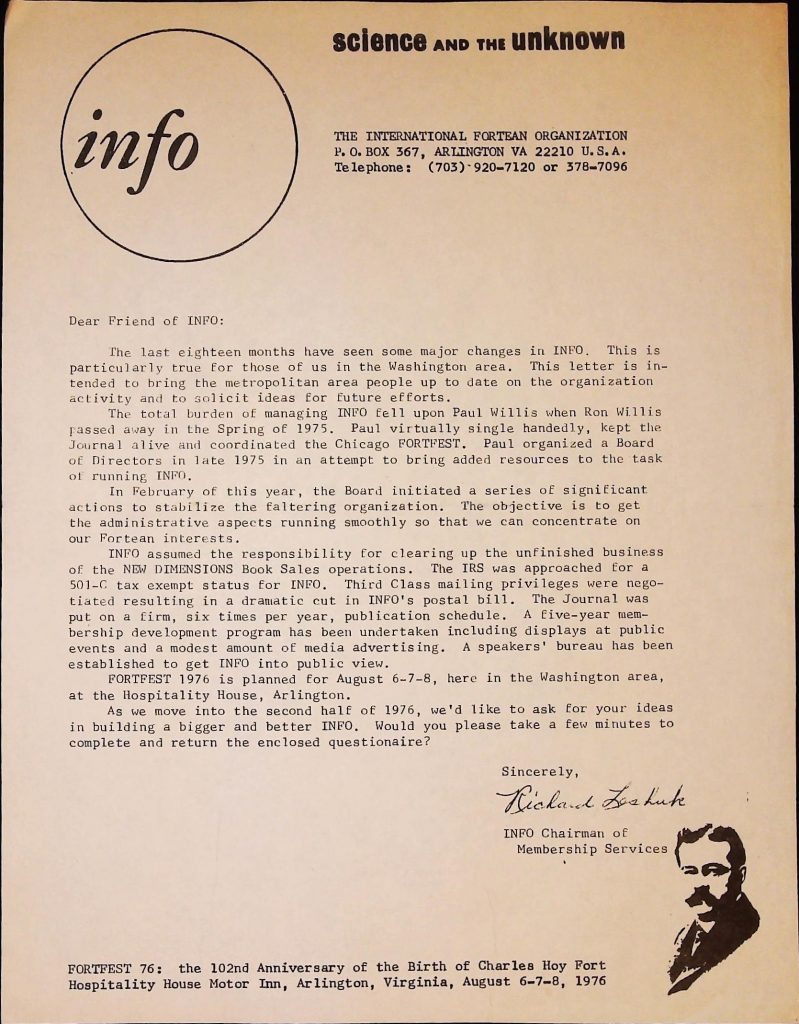 science AND THE unknown
info
THE INTERNATIONAL FORTEAN ORGANIZATION
P.O. BOX 367, ARLINGTON VA 22210 U.S.A.
Telephone: (703) 920-7120 or 378-7096
Dear Friend of INFO:
The last eighteen months have seen some major changes in INFO. This is
particularly true for those of us in the Washington area. This letter is in-
tended to bring the metropolitan area people up to date on the organization
activity and to solicit ideas for future efforts.
The total burden of managing INFO fell upon Paul Willis when Ron Willis
passed away in the Spring of 1975. Paul virtually single handedly, kept the
Journal alive and coordinated the Chicago FORTFEST. Paul organized a Board
of Directors in late 1975 in an attempt to bring added resources to the task
of running INFO.
In February of this year, the Board initiated a series of significant
actions to stabilize the faltering organization. The objective is to get
the administrative aspects running smoothly so that we can concentrate on
our Fortean interests.
INFO assumed the responsibility for clearing up the unfinished business
of the NEW DIMENSIONS Book Sales operations. The IRS was approached for a
501-C tax exempt status for INFO. Third Class mailing privileges were nego-
tiated resulting in a dramatic cut in INFO's postal bill. The Journal was
put on a firm, six times per year, publication schedule. A five-year mem-
bership development program has been undertaken including displays at public
events and a modest amount of media advertising. A speakers' bureau has been
established to get INFO into public view.
FORTFEST 1976 is planned for August 6-7-8, here in the Washington area,
at the Hospitality House, Arlington.
As we move into the second half of 1976, we'd like to ask for your ideas
in building a bigger and better INFO. Would you please take a few minutes to
complete and return the enclosed questionaire?
Sincerely,
Richard Leshuk
INFO Chairman of
Membership Services
FORTFEST 76: the 102nd Anniversary of the Birth of Charles Hoy Fort
Hospitality House Motor Inn, Arlington, Virginia, August 6-7-8, 1976